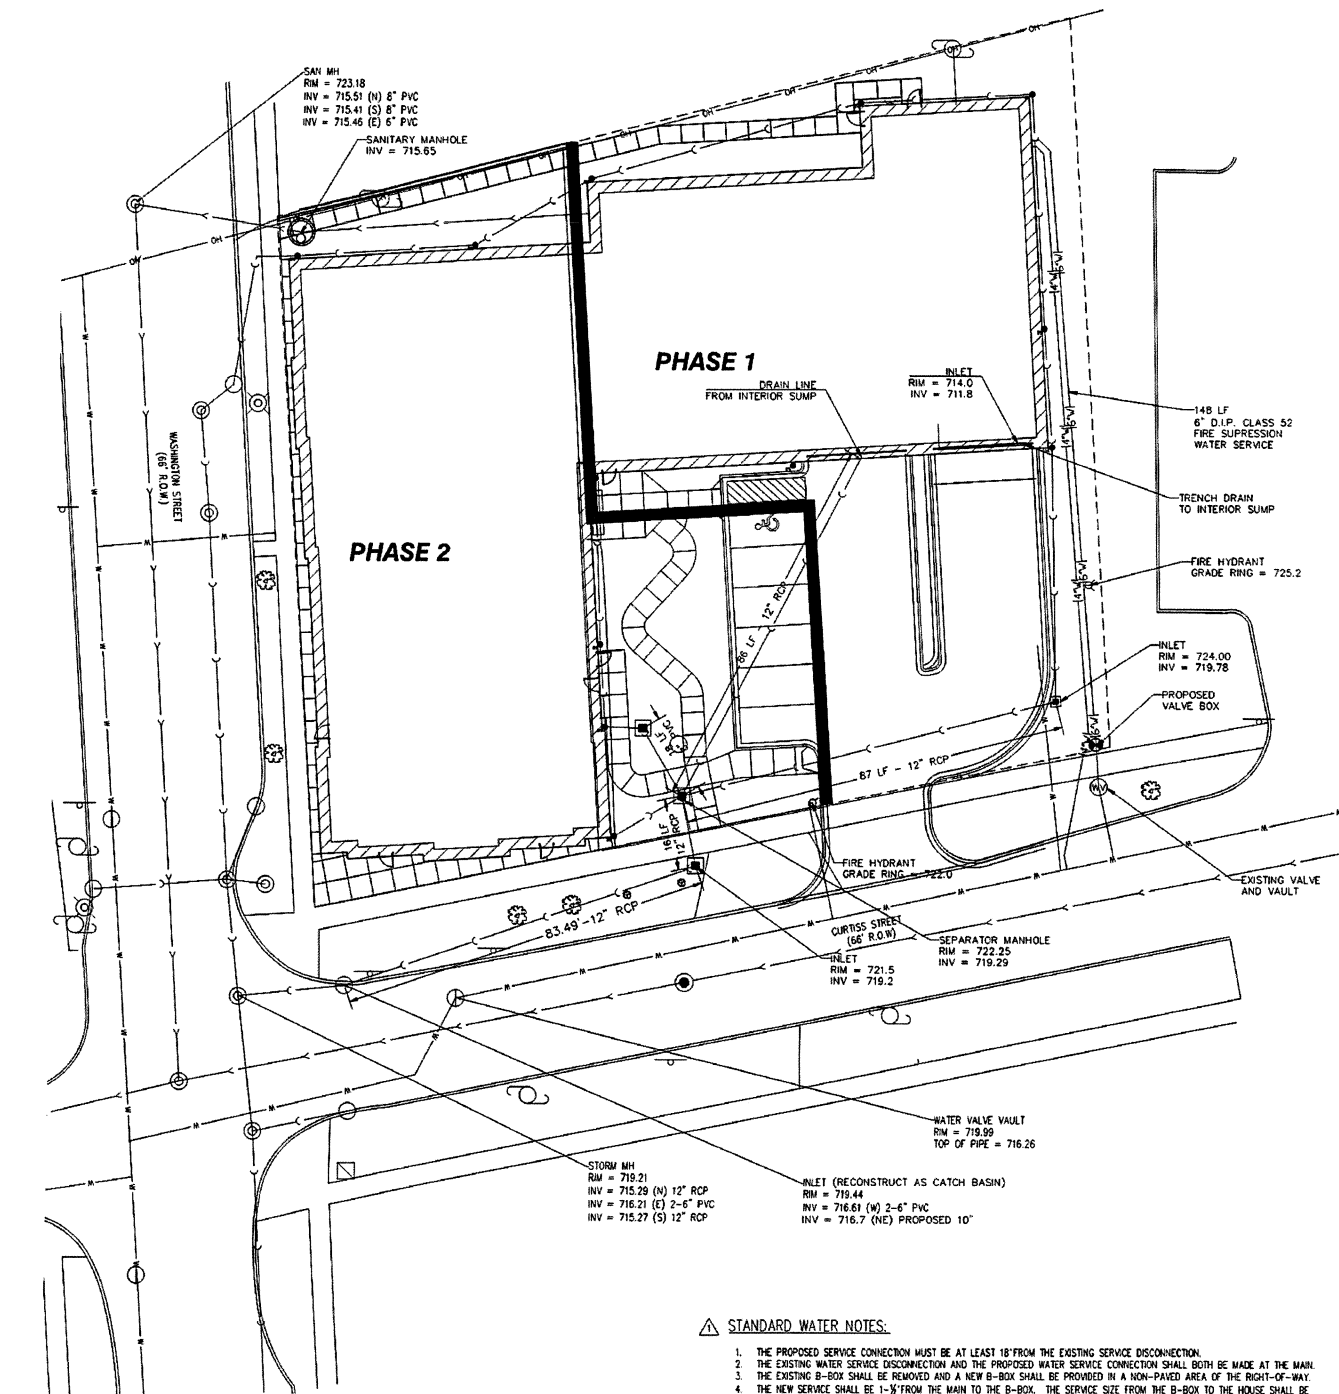 SAN MH
RIM = 723.18
INV = 715.51 (N) 8" PVC
INV = 715.41 (S) 8" PVC
INV = 715.46 (E) 6" PVC
SANITARY MANHOLE
INV = 715.65
PHASE 1
DRAIN LINE
FROM INTERIOR SUMP
INLET
RIM = 714.0
INV = 711.8
148 LF
6" D.I.P. CLASS 52
FIRE SUPRESSION
WATER SERVICE
WASHINGTON STREET
(66' R.O.W)
TRENCH DRAIN
TO INTERIOR SUMP
PHASE 2
FIRE HYDRANT
GRADE RING = 725.2
86 LF - 12" RCP
INLET
RIM = 724.00
INV = 719.78
PROPOSED
VALVE BOX
18 LF
87 LF - 12" RCP
WV
16 LF
12" RCP
FIRE HYDRANT
GRADE RING = 722.0
EXISTING VALVE
AND VAULT
83.49'-12" RCP
CURTISS STREET
(66' R.O.W)
SEPARATOR MANHOLE
RIM = 722.25
INV = 719.29
INLET
RIM = 721.5
INV = 719.2
WATER VALVE VAULT
RIM = 719.99
TOP OF PIPE = 716.26
STORM MH
RIM = 719.21
INV = 715.29 (N) 12" RCP
INV = 716.21 (E) 2-6" PVC
INV = 715.27 (S) 12" RCP
INLET (RECONSTRUCT AS CATCH BASIN)
RIM = 719.44
INV = 716.61 (W) 2-6" PVC
INV = 716.7 (NE) PROPOSED 10"
1 STANDARD WATER NOTES:
1. THE PROPOSED SERVICE CONNECTION MUST BE AT LEAST 18" FROM THE EXISTING SERVICE DISCONNECTION.
2. THE EXISTING WATER SERVICE DISCONNECTION AND THE PROPOSED WATER SERVICE CONNECTION SHALL BOTH BE MADE AT THE MAIN.
3. THE EXISTING B-BOX SHALL BE REMOVED AND A NEW B-BOX SHALL BE PROVIDED IN A NON-PAVED AREA OF THE RIGHT-OF-WAY.
4. THE NEW SERVICE SHALL BE 1-½" FROM THE MAIN TO THE B-BOX. THE SERVICE SIZE FROM THE B-BOX TO THE HOUSE SHALL BE